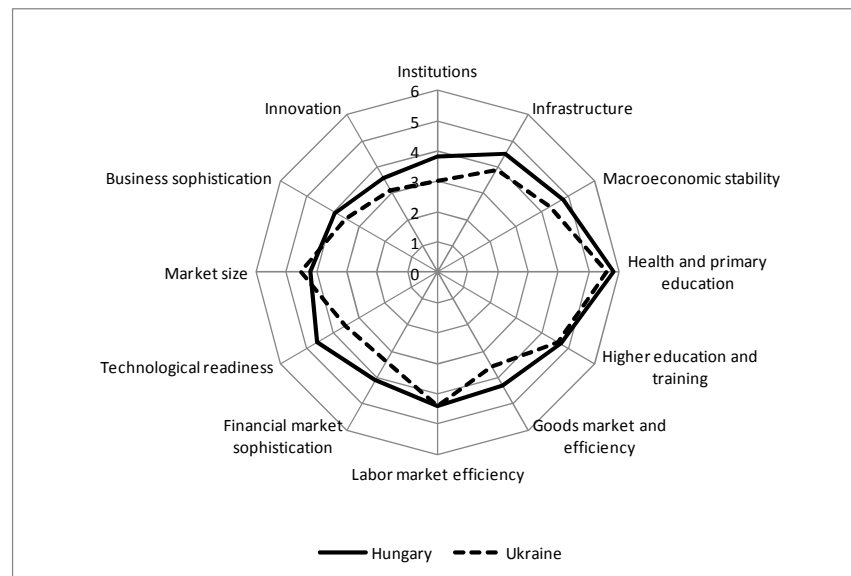 Institutions
6
5
4
3
2
1
0
Infrastructure
Macroeconomic stability
Health and primary
education
Higher education and
training
Goods market and
efficiency
Labor market efficiency
Financial market
sophistication
Technological readiness
Market size
Business sophistication
Innovation
Hungary
Ukraine